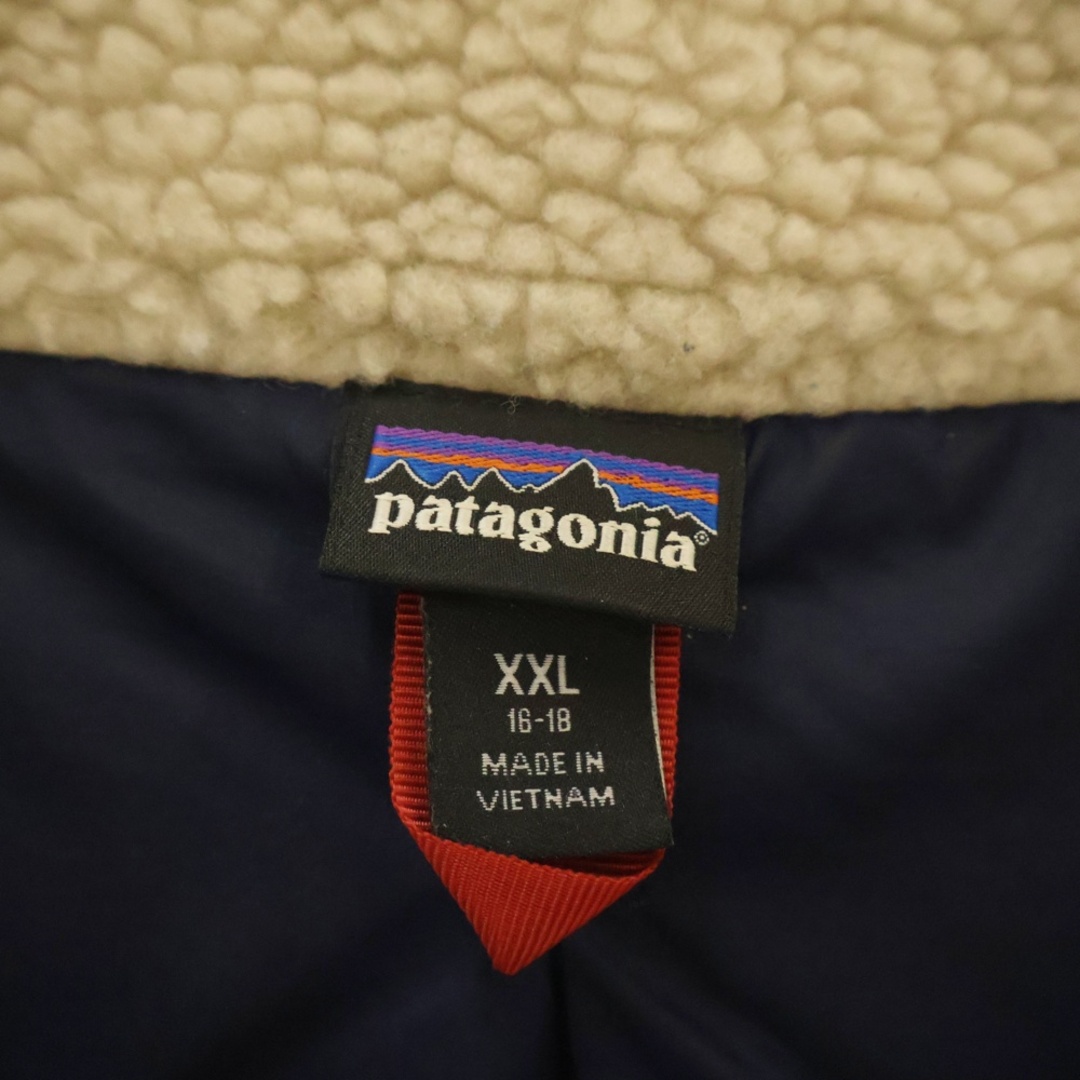 patagonia®
XXL
16-18
MADE IN
VIETNAM